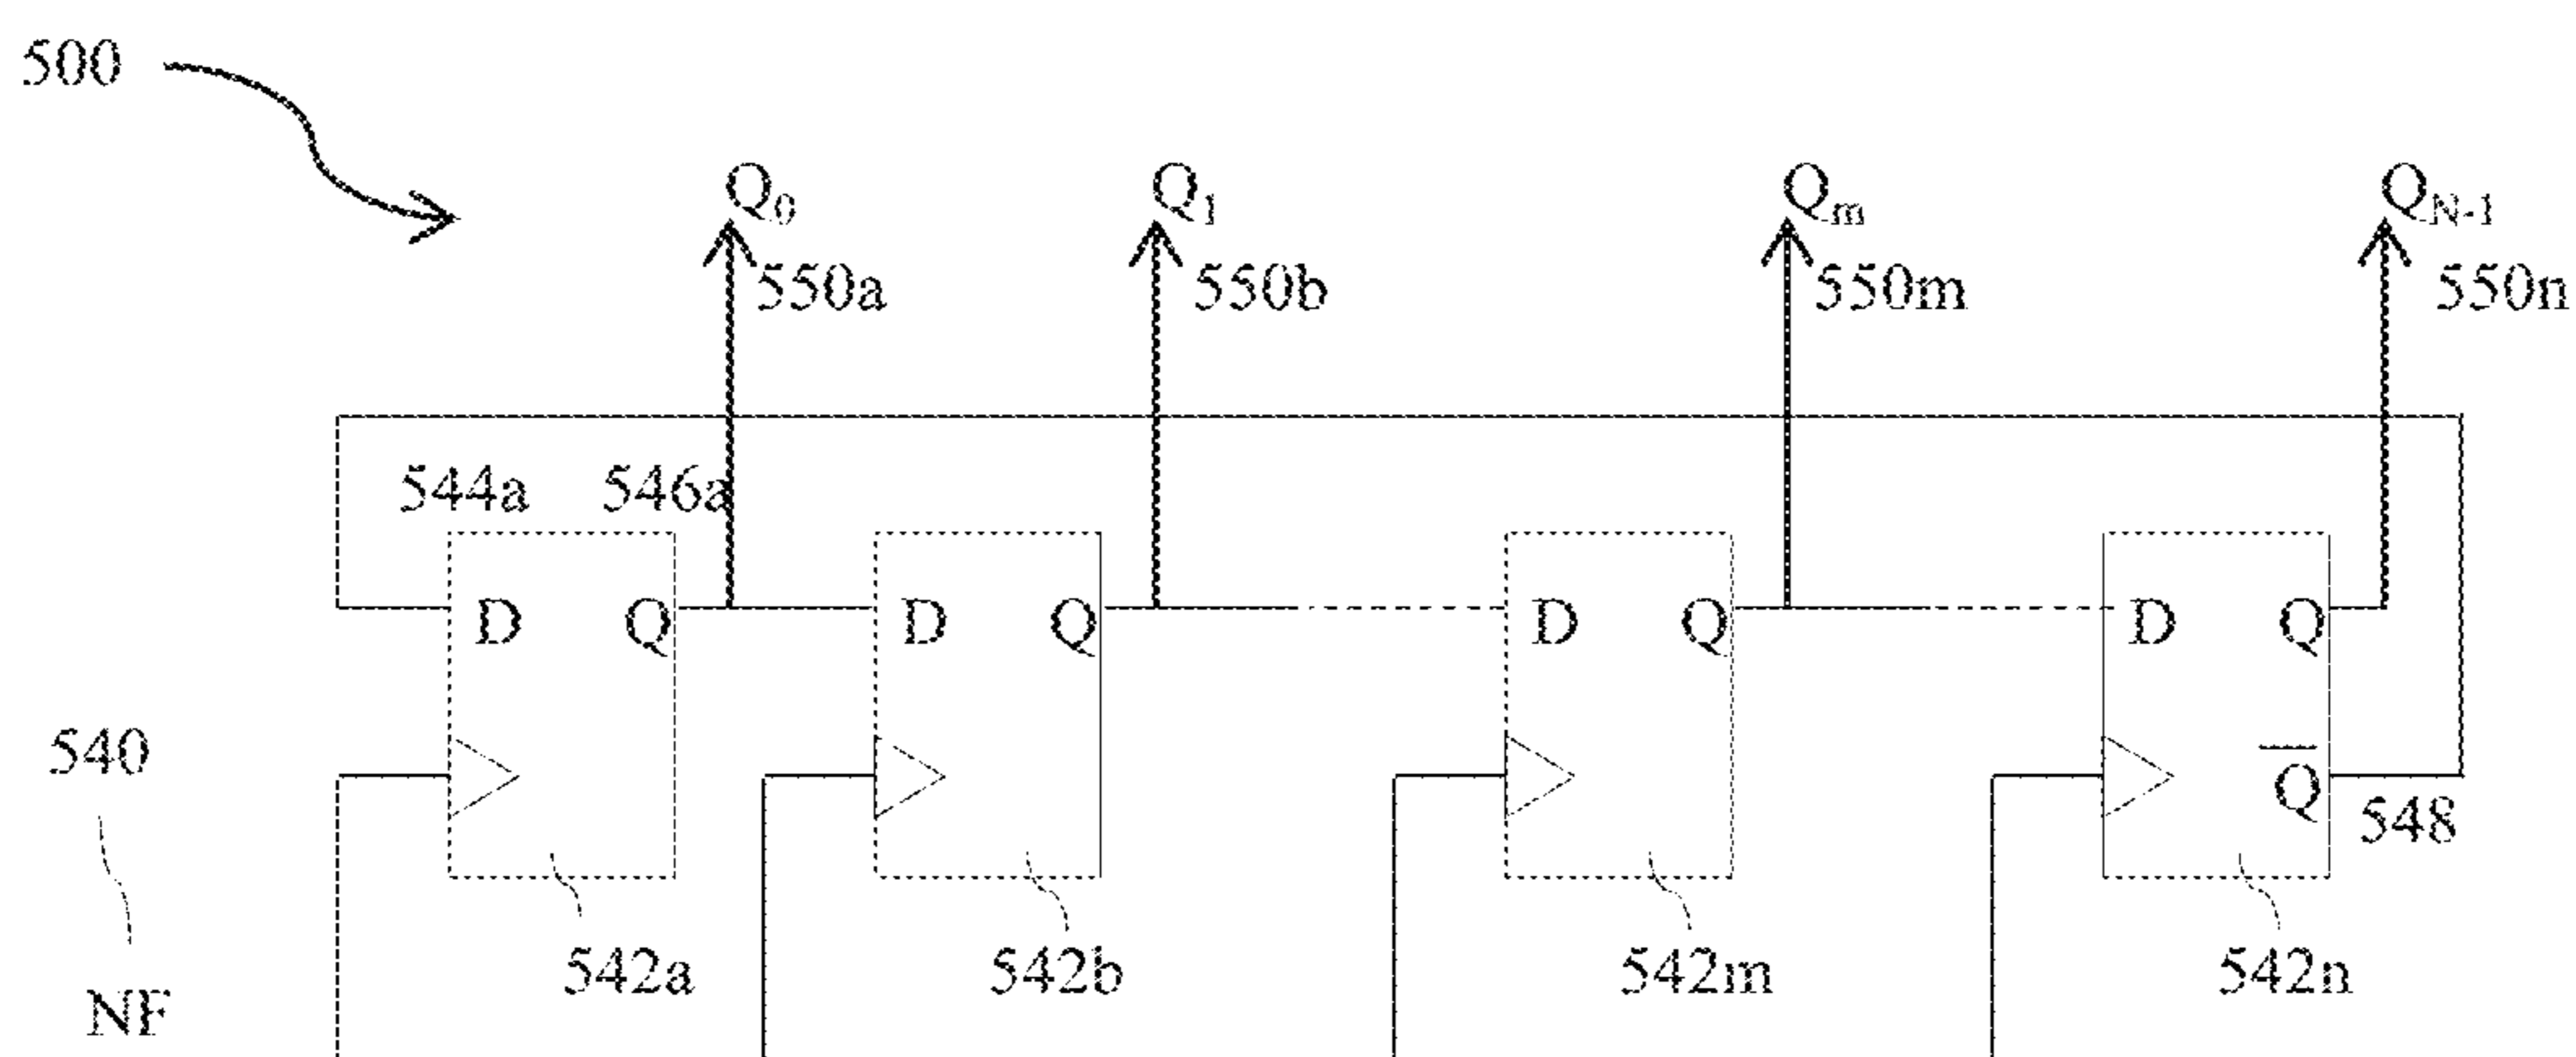 500
Q0 Q1 Qm QN-1
550a 550b 550m 550n
544a 546a
D Q D Q D Q D Q
540
Q̅ 548
542a 542b 542m 542n
NF